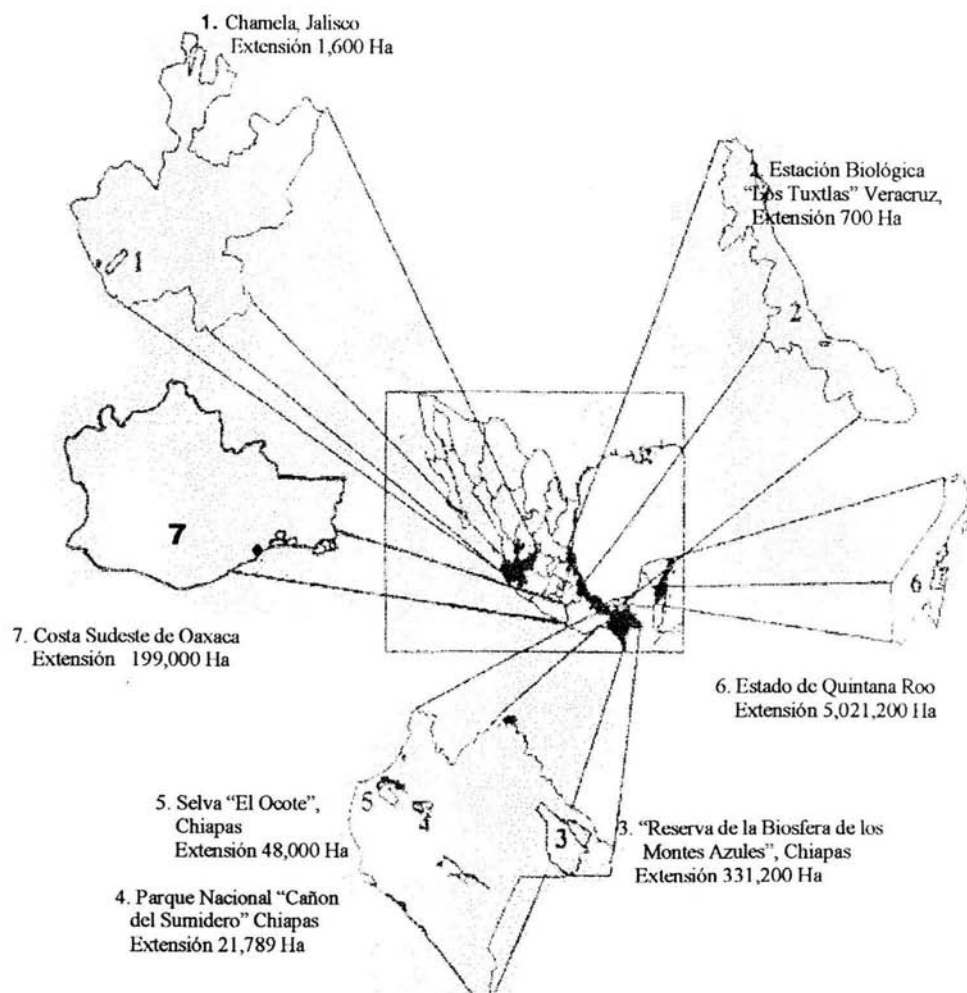 1. Chamela, Jalisco
Extensión 1,600 Ha
2. Estación Biológica
"Los Tuxtlas" Veracruz,
Extensión 700 Ha
1
2
7
6
7. Costa Sudeste de Oaxaca
Extensión 199,000 Ha
6. Estado de Quintana Roo
Extensión 5,021,200 Ha
5
4
3
5. Selva "El Ocote",
Chiapas
Extensión 48,000 Ha
3. "Reserva de la Biosfera de los
Montes Azules", Chiapas
Extensión 331,200 Ha
4. Parque Nacional "Cañon
del Sumidero" Chiapas
Extensión 21,789 Ha